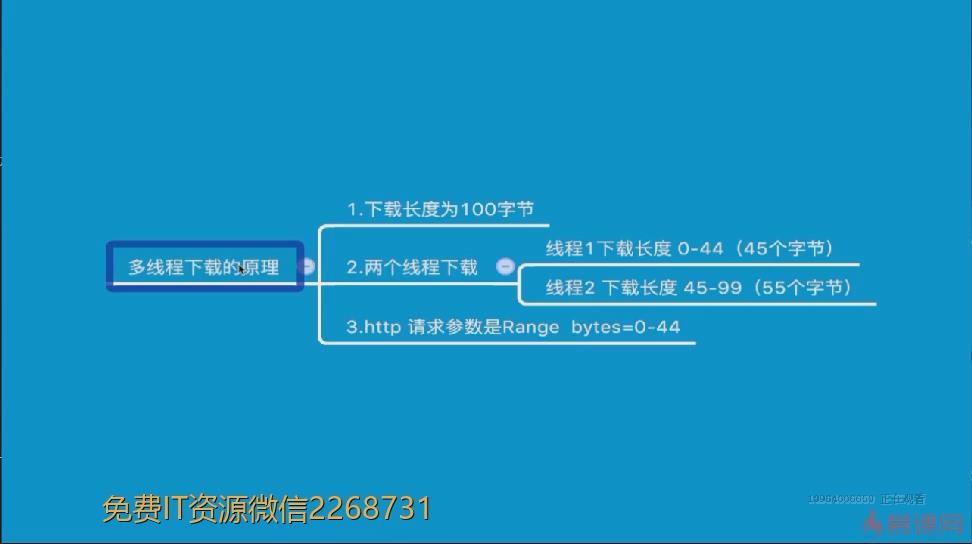 1.下载长度为100字节
线程1下载长度 0-44（45个字节）
多线程下载的原理
2.两个线程下载
线程2 下载长度 45-99（55个字节）
3.http 请求参数是Range bytes=0-44
免费IT资源微信2268731
正在观看
慕课网